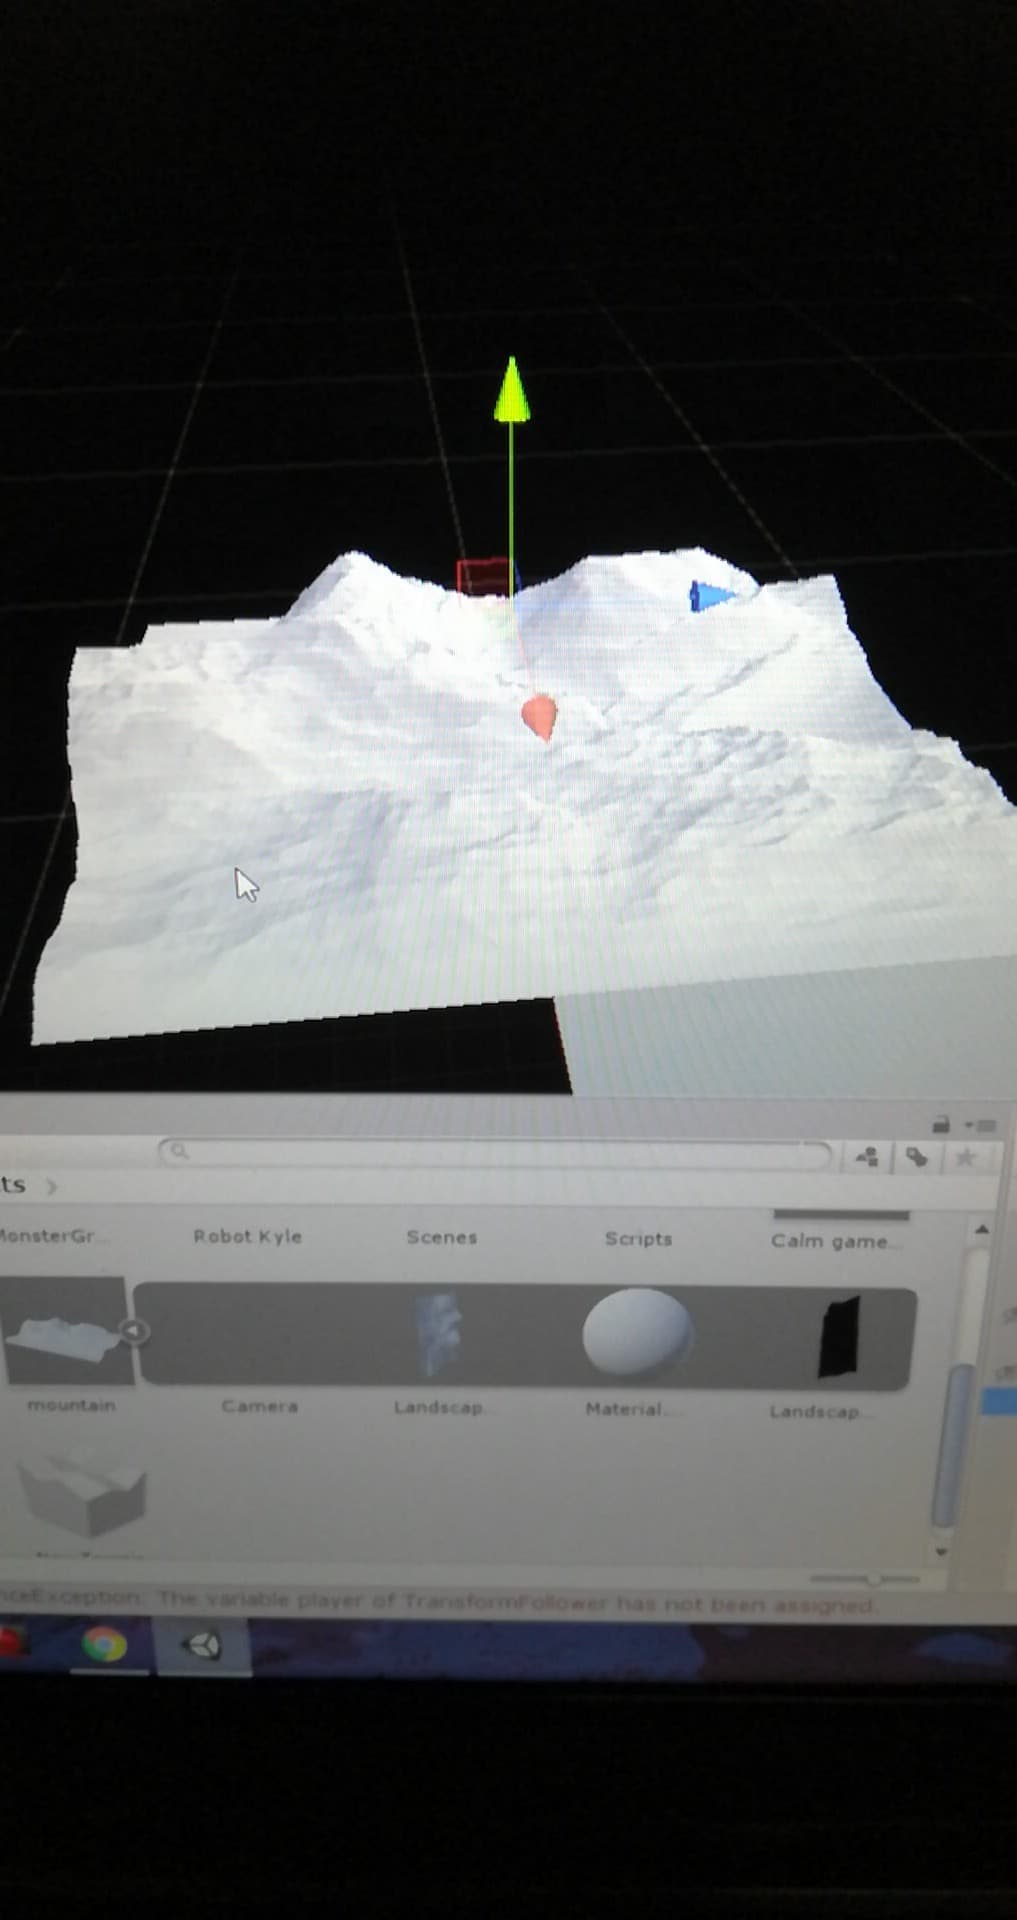 ts
MonsterGr...
Robot Kyle
Scenes
Scripts
Calm game...
mountain
Camera
Landscap...
Material....
Landscap...
nceException: The variable player of TransformFollower has not been assigned.